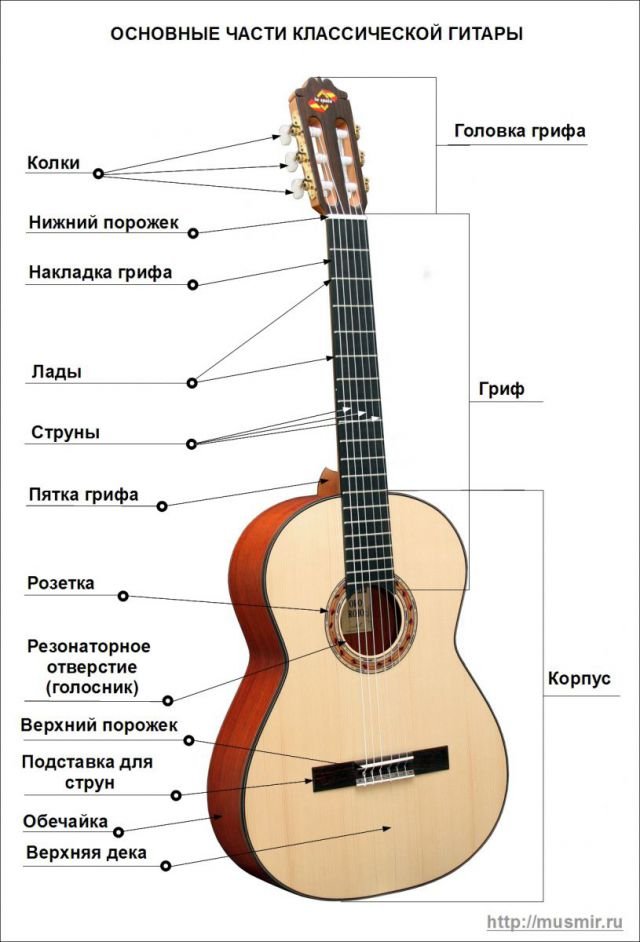 ОСНОВНЫЕ ЧАСТИ КЛАССИЧЕСКОЙ ГИТАРЫ
Головка грифа
Колки
Нижний порожек
Накладка грифа
Лады
Гриф
Струны
Пятка грифа
Розетка
Резонаторное
отверстие
(голосник)
Корпус
Верхний порожек
Подставка для
струн
Обечайка
Верхняя дека
http://musmir.ru